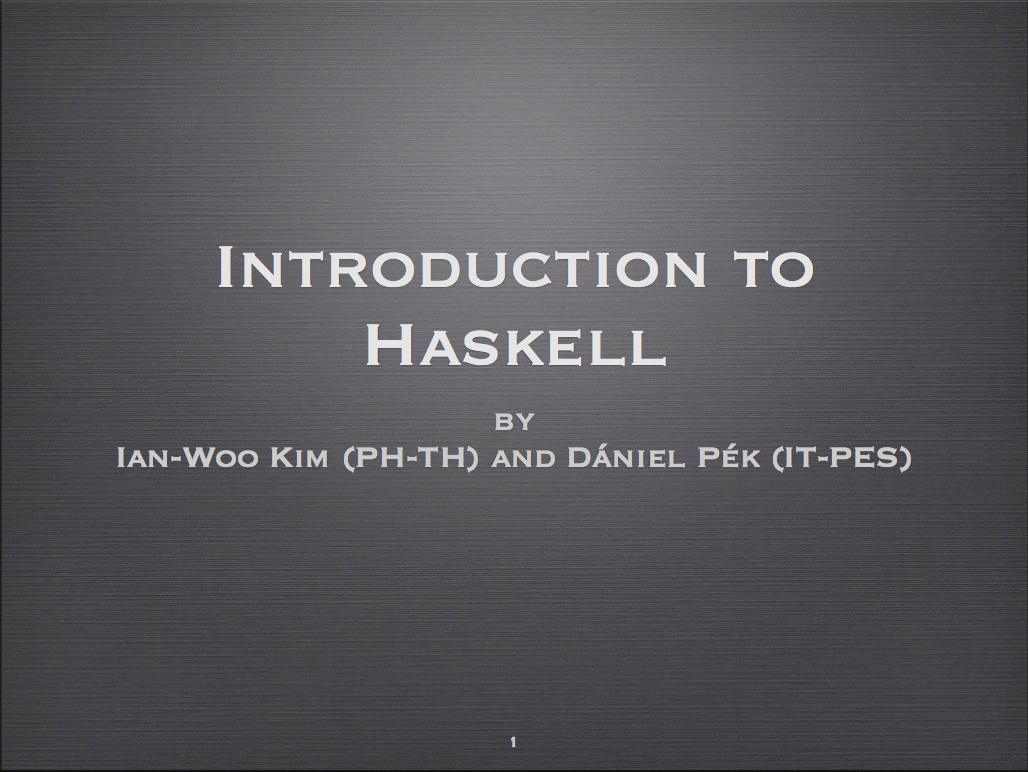 Introduction to
Haskell
by
Ian-Woo Kim (PH-TH) and Dániel Pék (IT-PES)
1